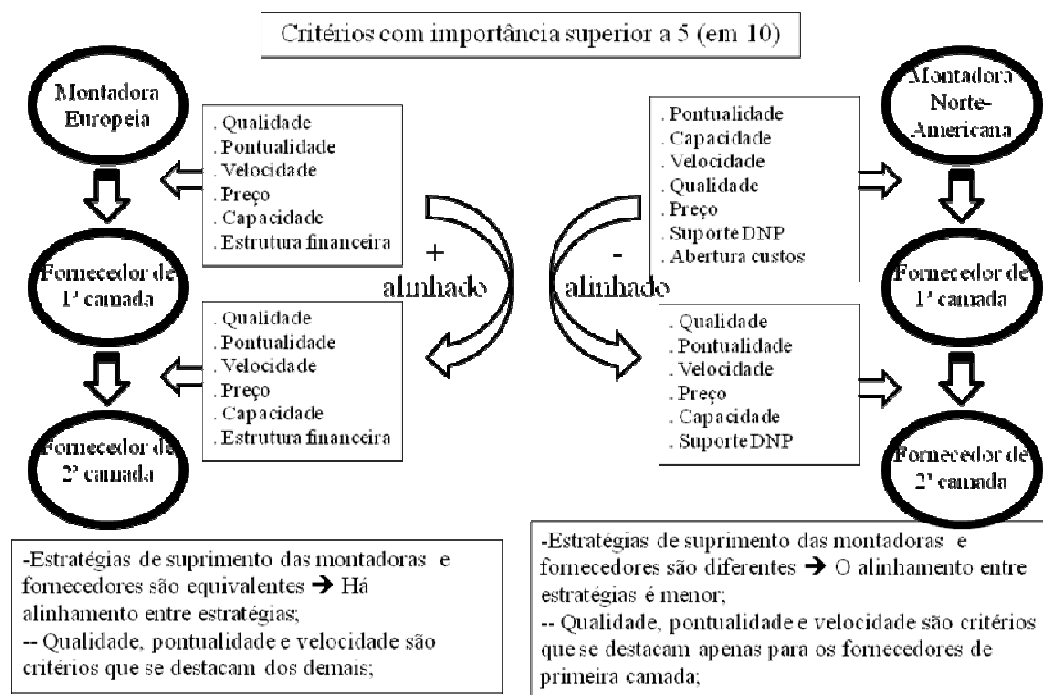 Critérios com importância superior a 5 (em 10)
Montadora
Europeia
. Qualidade
. Pontualidade
. Velocidade
. Preço
. Capacidade
. Estrutura financeira
Fornecedor de
1ª camada
. Qualidade
. Pontualidade
. Velocidade
. Preço
. Capacidade
. Estrutura financeira
Fornecedor de
2ª camada
+
alinhado
-
alinhado
Montadora
Norte-
Americana
. Pontualidade
. Capacidade
. Velocidade
. Qualidade
. Preço
. Suporte DNP
. Abertura custos
Fornecedor de
1ª camada
. Qualidade
. Pontualidade
. Velocidade
. Preço
. Capacidade
. Suporte DNP
Fornecedor de
2ª camada
-Estratégias de suprimento das montadoras e
fornecedores são equivalentes ➔ Há
alinhamento entre estratégias;
-- Qualidade, pontualidade e velocidade são
critérios que se destacam dos demais;
-Estratégias de suprimento das montadoras e
fornecedores são diferentes ➔ O alinhamento entre
estratégias é menor;
-- Qualidade, pontualidade e velocidade são critérios
que se destacam apenas para os fornecedores de
primeira camada;